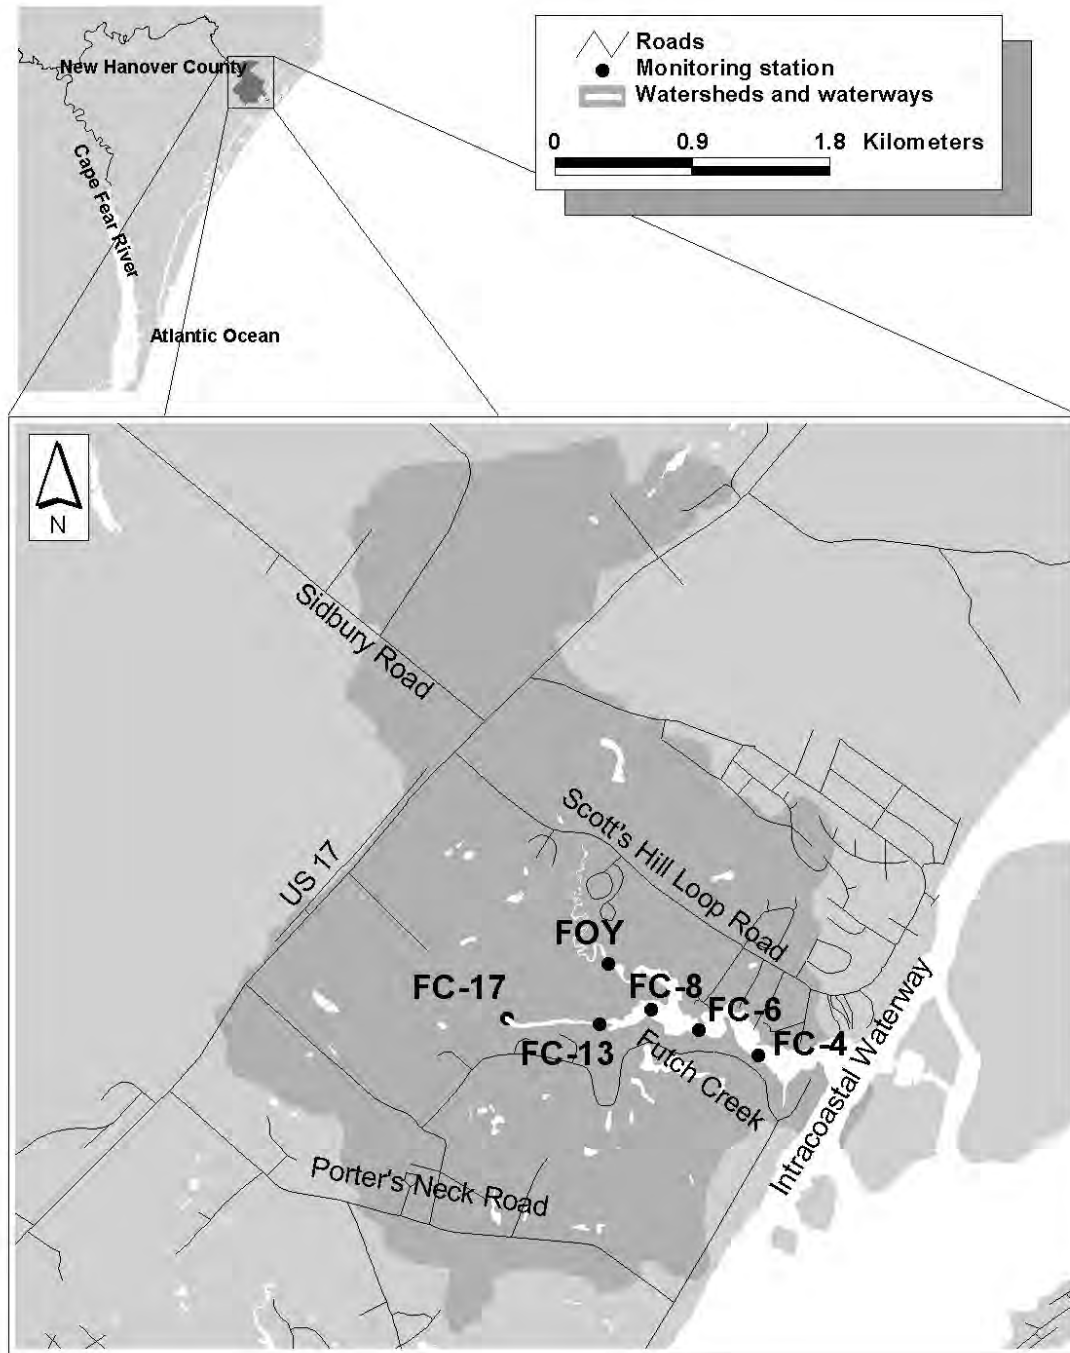 New Hanover County
Cape Fear River
Atlantic Ocean
Roads
Monitoring station
Watersheds and waterways
0 0.9 1.8 Kilometers
N
Sidbury Road
US 17
Scott's Hill Loop Road
FOY
FC-17
FC-8
FC-6
FC-13
FC-4
Futch Creek
Intracoastal Waterway
Porter's Neck Road